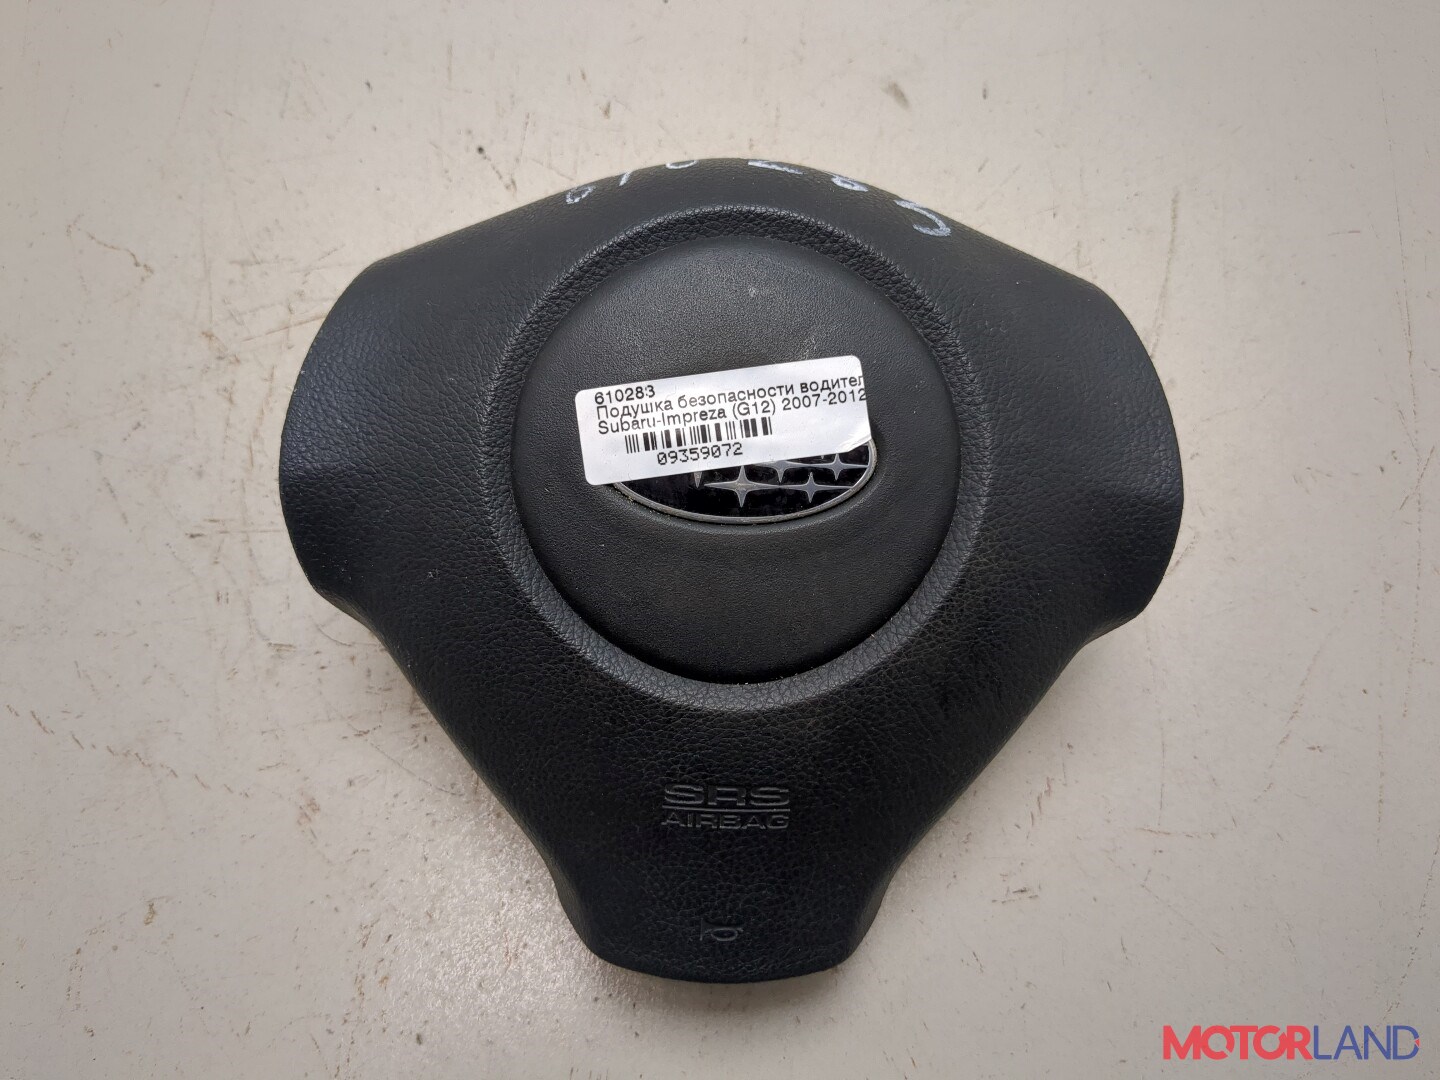 610283
Подушка безопасности водител
Subaru-Impreza (G12) 2007-2012
09359072
SRS
AIRBAG
MOTORLAND